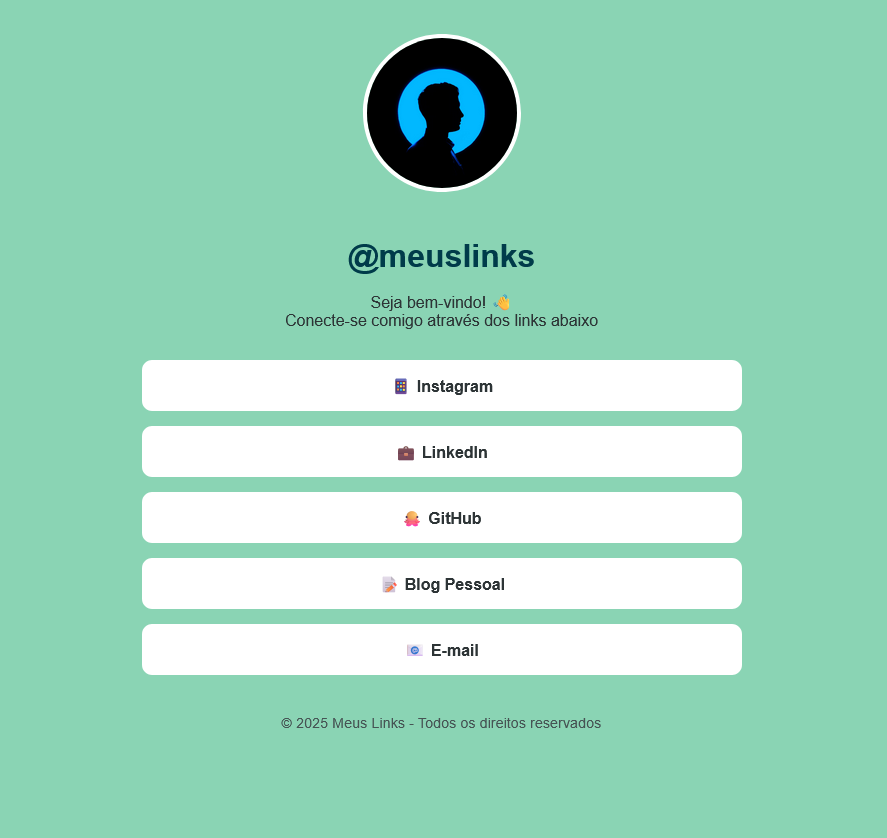 @meuslinks
Seja bem-vindo! 👋
Conecte-se comigo através dos links abaixo
📱 Instagram
💼 LinkedIn
🐙 GitHub
📝 Blog Pessoal
📧 E-mail
© 2025 Meus Links - Todos os direitos reservados